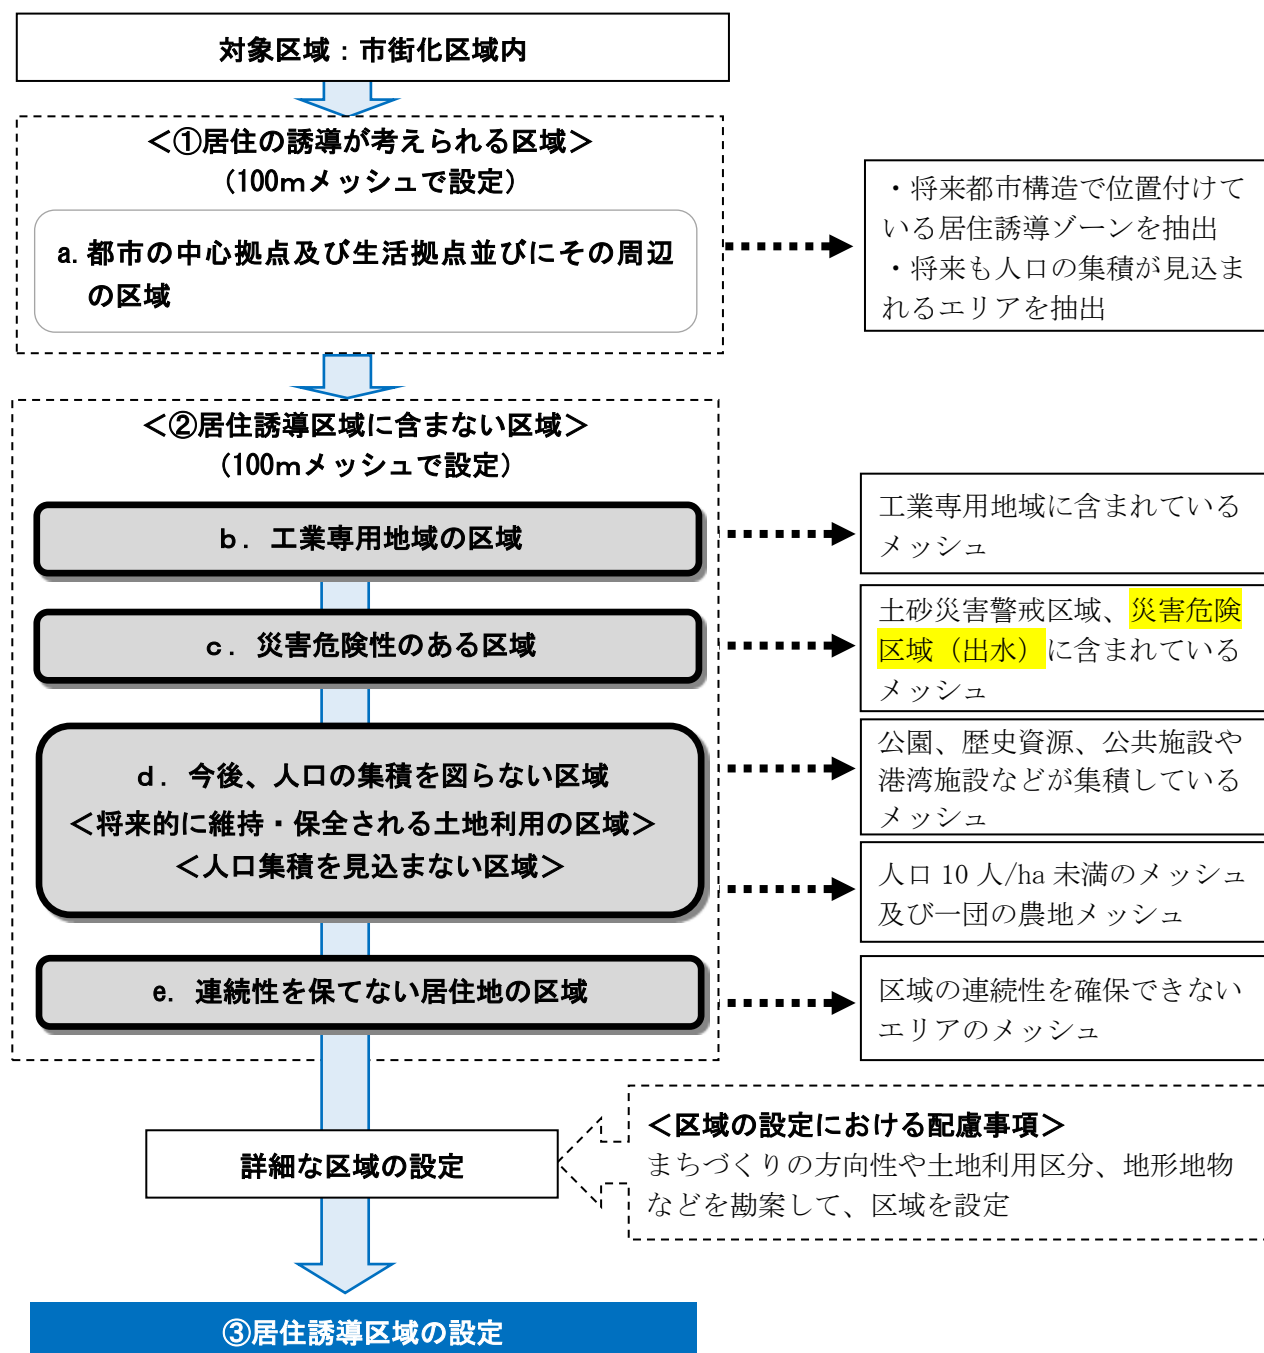 対象区域：市街化区域内
＜①居住の誘導が考えられる区域＞
（100ｍメッシュで設定）
a. 都市の中心拠点及び生活拠点並びにその周辺
の区域
・将来都市構造で位置付けて
いる居住誘導ゾーンを抽出
・将来も人口の集積が見込ま
れるエリアを抽出
＜②居住誘導区域に含まない区域＞
（100ｍメッシュで設定）
ｂ．工業専用地域の区域
工業専用地域に含まれている
メッシュ
ｃ．災害危険性のある区域
土砂災害警戒区域、災害危険
区域（出水）に含まれている
メッシュ
ｄ．今後、人口の集積を図らない区域
＜将来的に維持・保全される土地利用の区域＞
＜人口集積を見込まない区域＞
公園、歴史資源、公共施設や
港湾施設などが集積している
メッシュ
人口 10 人/ha 未満のメッシュ
及び一団の農地メッシュ
e. 連続性を保てない居住地の区域
区域の連続性を確保できない
エリアのメッシュ
詳細な区域の設定
＜区域の設定における配慮事項＞
まちづくりの方向性や土地利用区分、地形地物
などを勘案して、区域を設定
③居住誘導区域の設定